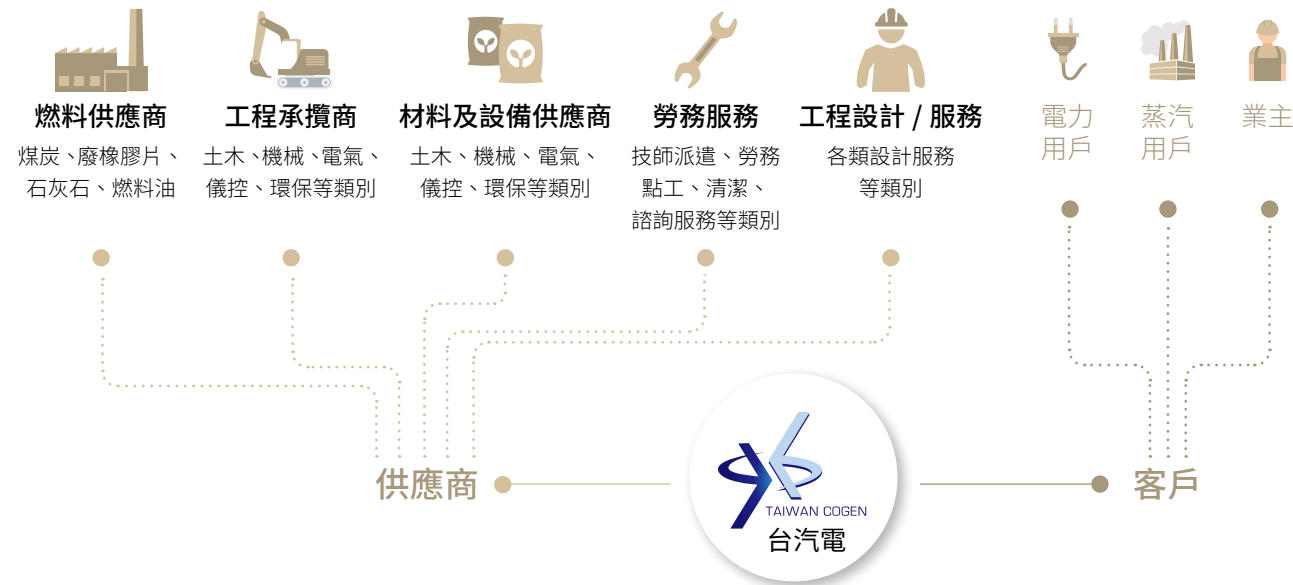 燃料供應商
煤炭、廢橡膠片、
石灰石、燃料油
工程承攬商
土木、機械、電氣、
儀控、環保等類別
材料及設備供應商
土木、機械、電氣、
儀控、環保等類別
勞務服務
技師派遣、勞務
點工、清潔、
諮詢服務等類別
工程設計 / 服務
各類設計服務
等類別
電力
用戶
蒸汽
用戶
業主
供應商
TAIWAN COGEN
台汽電
客戶